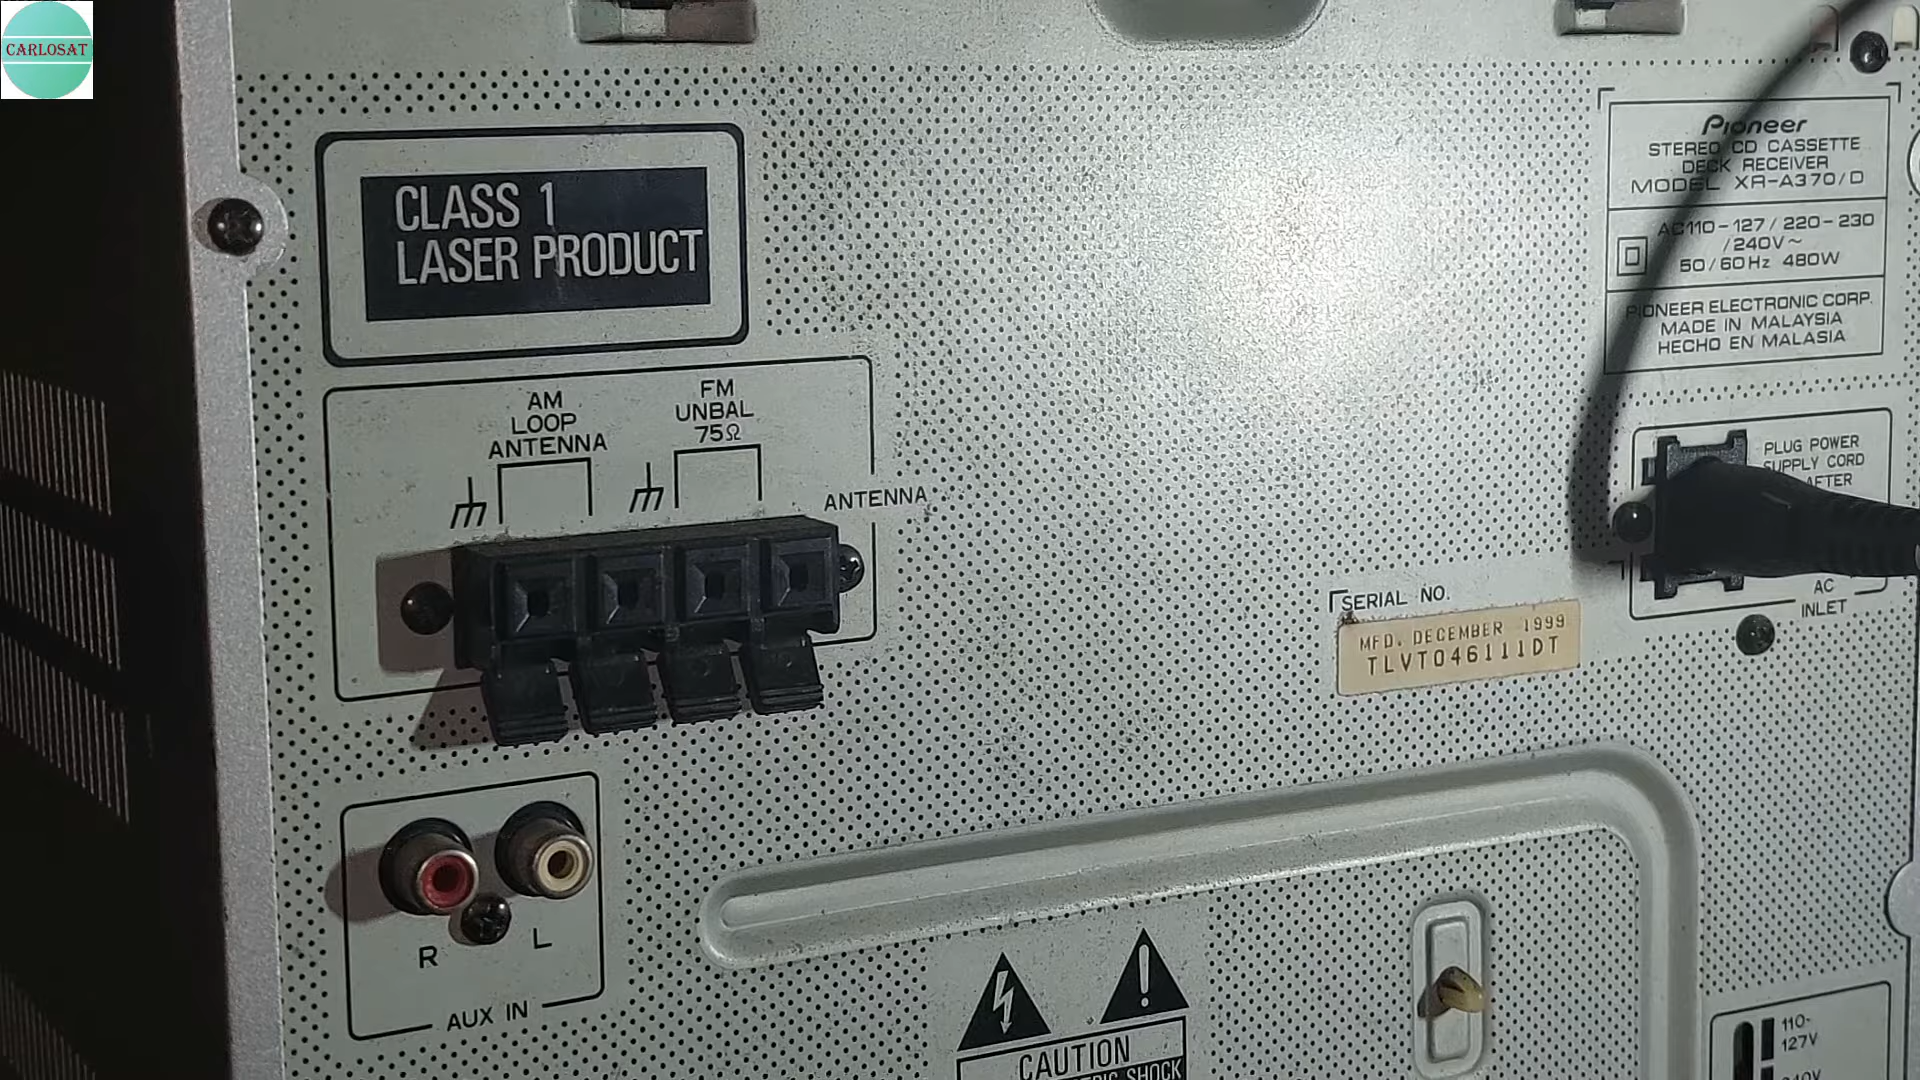 CARLOSAT
CLASS 1
LASER PRODUCT
AM
LOOP
ANTENNA
FM
UNBAL
75Ω
ANTENNA
R
L
AUX IN
CAUTION
SHOCK
Pioneer
STEREO CD CASSETTE
DECK RECEIVER
MODEL XR-A370/D
AC110-127/220-230
/240V~
50/60Hz 480W
PIONEER ELECTRONIC CORP.
MADE IN MALAYSIA
HECHO EN MALASIA
PLUG POWER
SUPPLY CORD
AFTER
AC
INLET
SERIAL NO.
MFD. DECEMBER 1999
TLVT046111DT
110-
127V